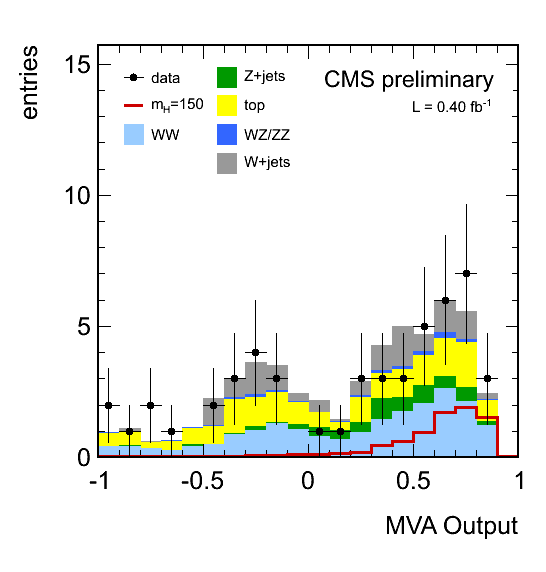 entries
15
10
5
0
data
m_H=150
WW
Z+jets
top
WZ/ZZ
W+jets
CMS preliminary
L = 0.40 fb⁻¹
-1 -0.5 0 0.5 1
MVA Output